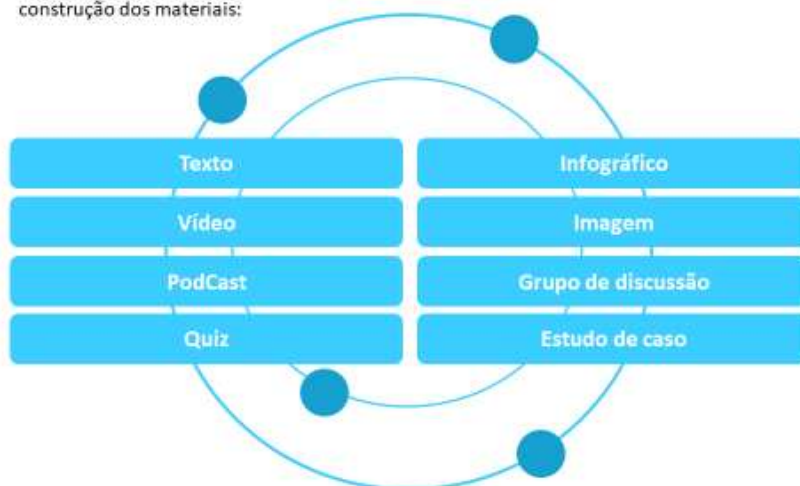 construção dos materiais:
Texto
Infográfico
Vídeo
Imagem
PodCast
Grupo de discussão
Quiz
Estudo de caso